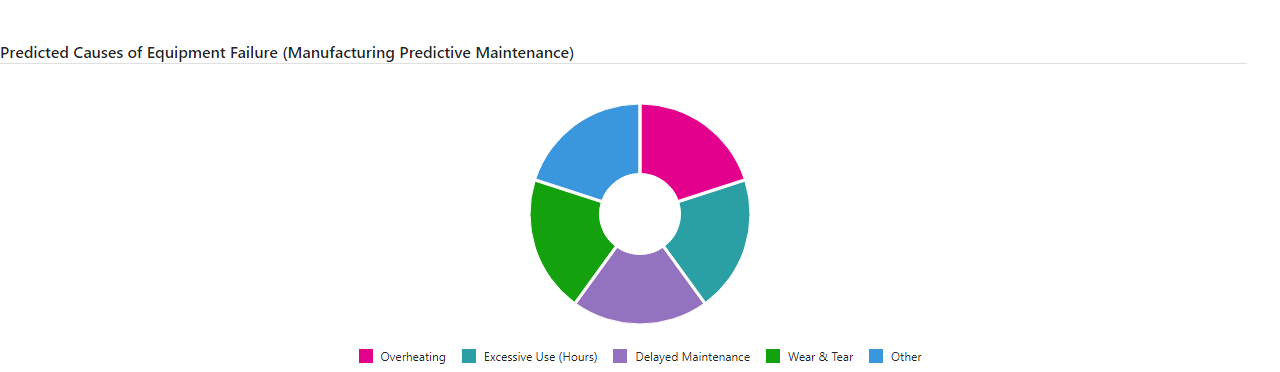 Predicted Causes of Equipment Failure (Manufacturing Predictive Maintenance)
Overheating Excessive Use (Hours) Delayed Maintenance Wear & Tear Other